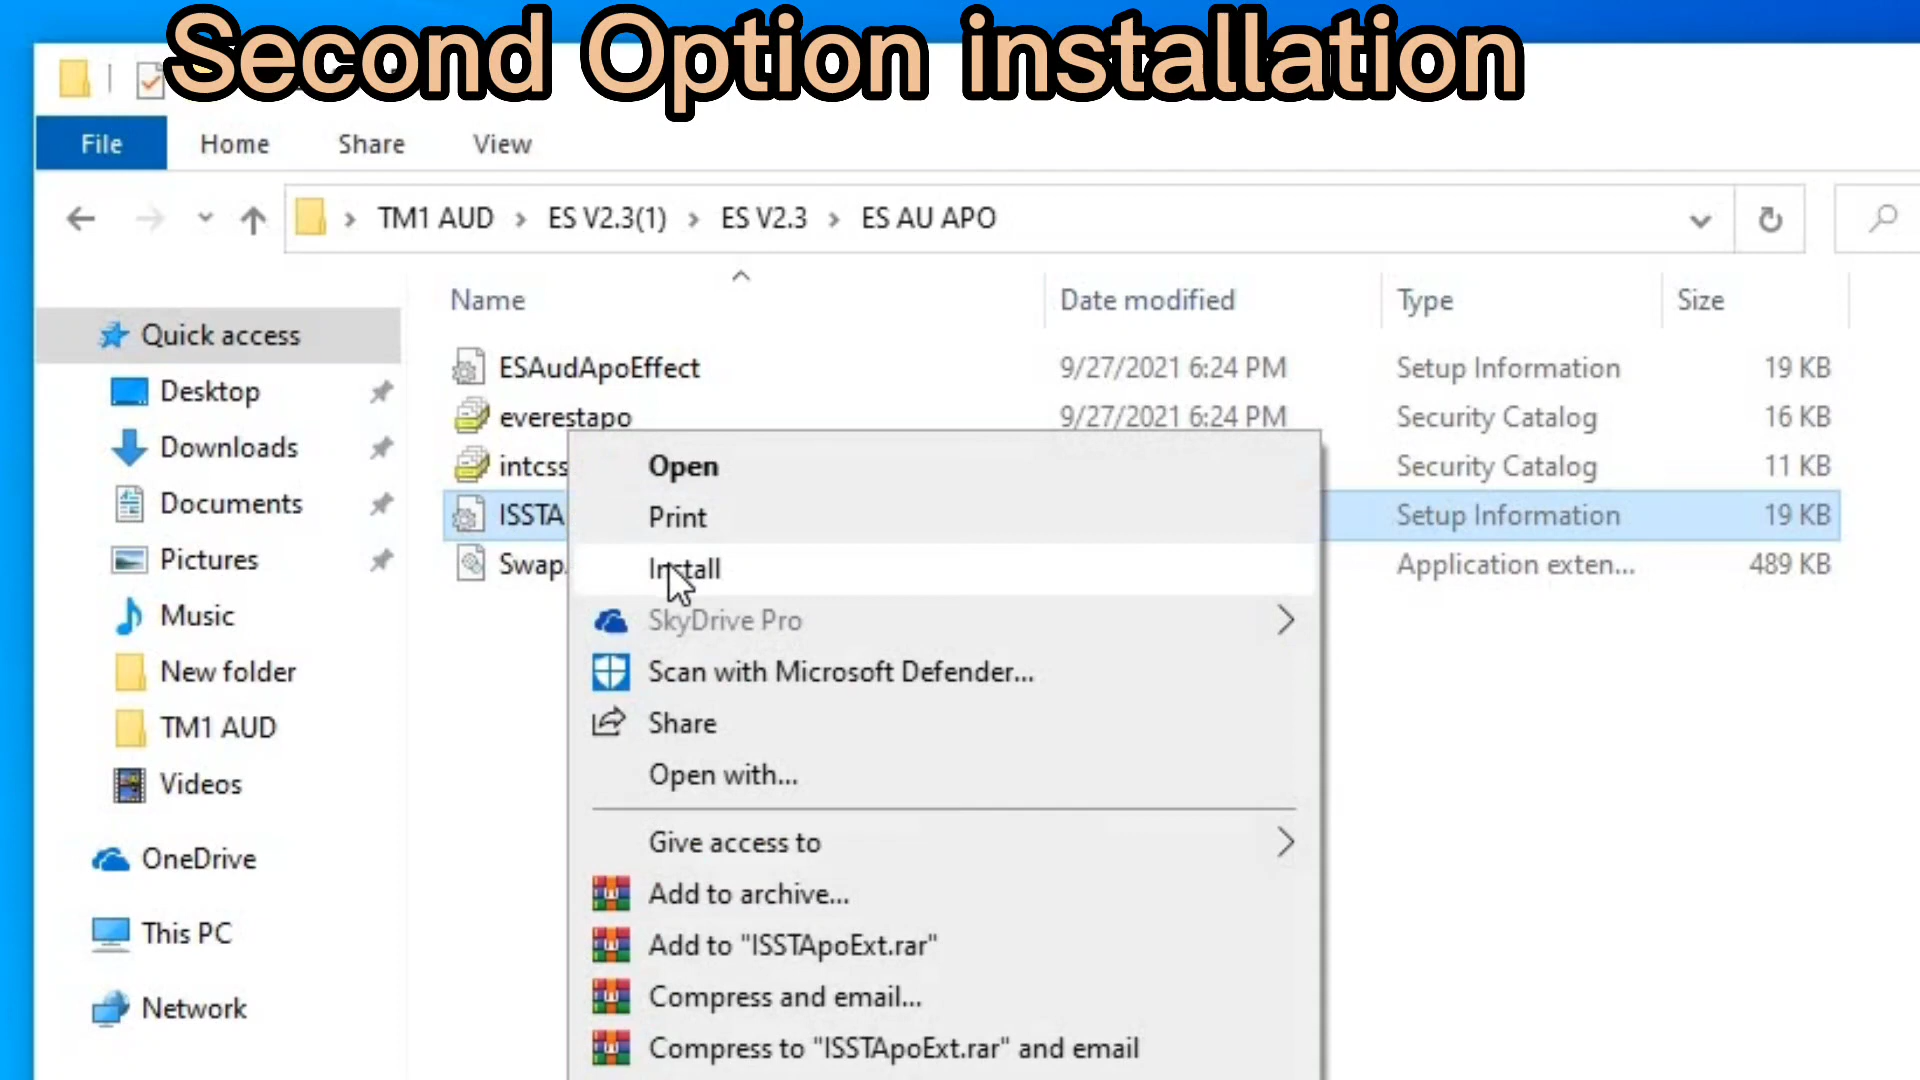 Second Option installation
File Home Share View
TM1 AUD ES V2.3(1) ES V2.3 ES AU APO
Name Date modified Type Size
Quick access
Desktop
Downloads
Documents
Pictures
Music
New folder
TM1 AUD
Videos
OneDrive
This PC
Network
ESAudApoEffect 9/27/2021 6:24 PM Setup Information 19 KB
everestapo 9/27/2021 6:24 PM Security Catalog 16 KB
intcss Security Catalog 11 KB
ISSTA Setup Information 19 KB
Swap. Application exten... 489 KB
Open
Print
Install
SkyDrive Pro
Scan with Microsoft Defender...
Share
Open with...
Give access to
Add to archive...
Add to "ISSTApoExt.rar"
Compress and email...
Compress to "ISSTApoExt.rar" and email